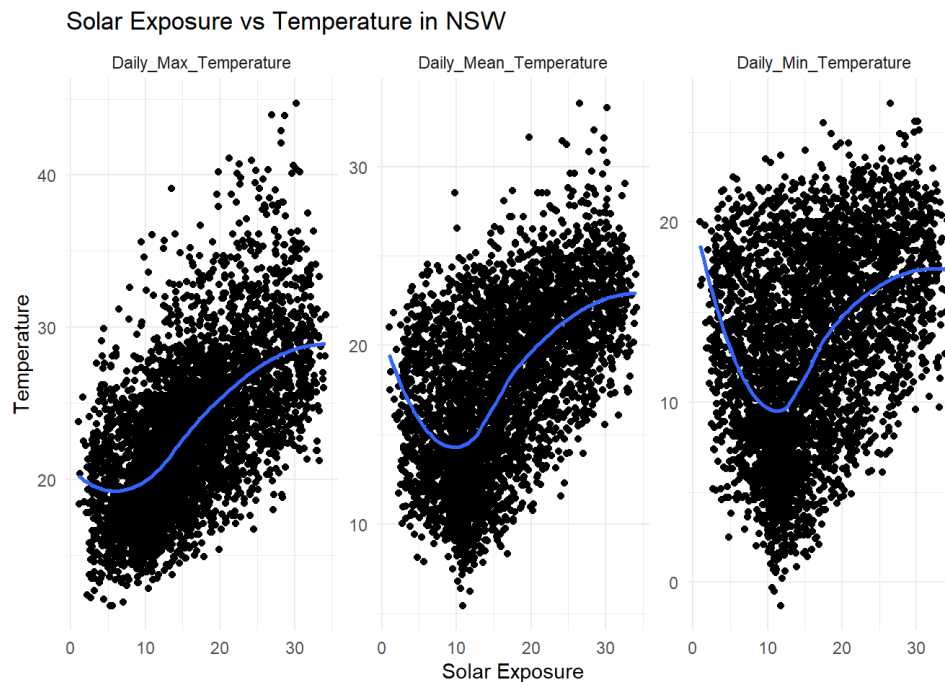 Solar Exposure vs Temperature in NSW
Daily_Max_Temperature
Daily_Mean_Temperature
Daily_Min_Temperature
Temperature
40
30
20
30
20
10
20
10
0
0 10 20 30
0 10 20 30
0 10 20 30
Solar Exposure